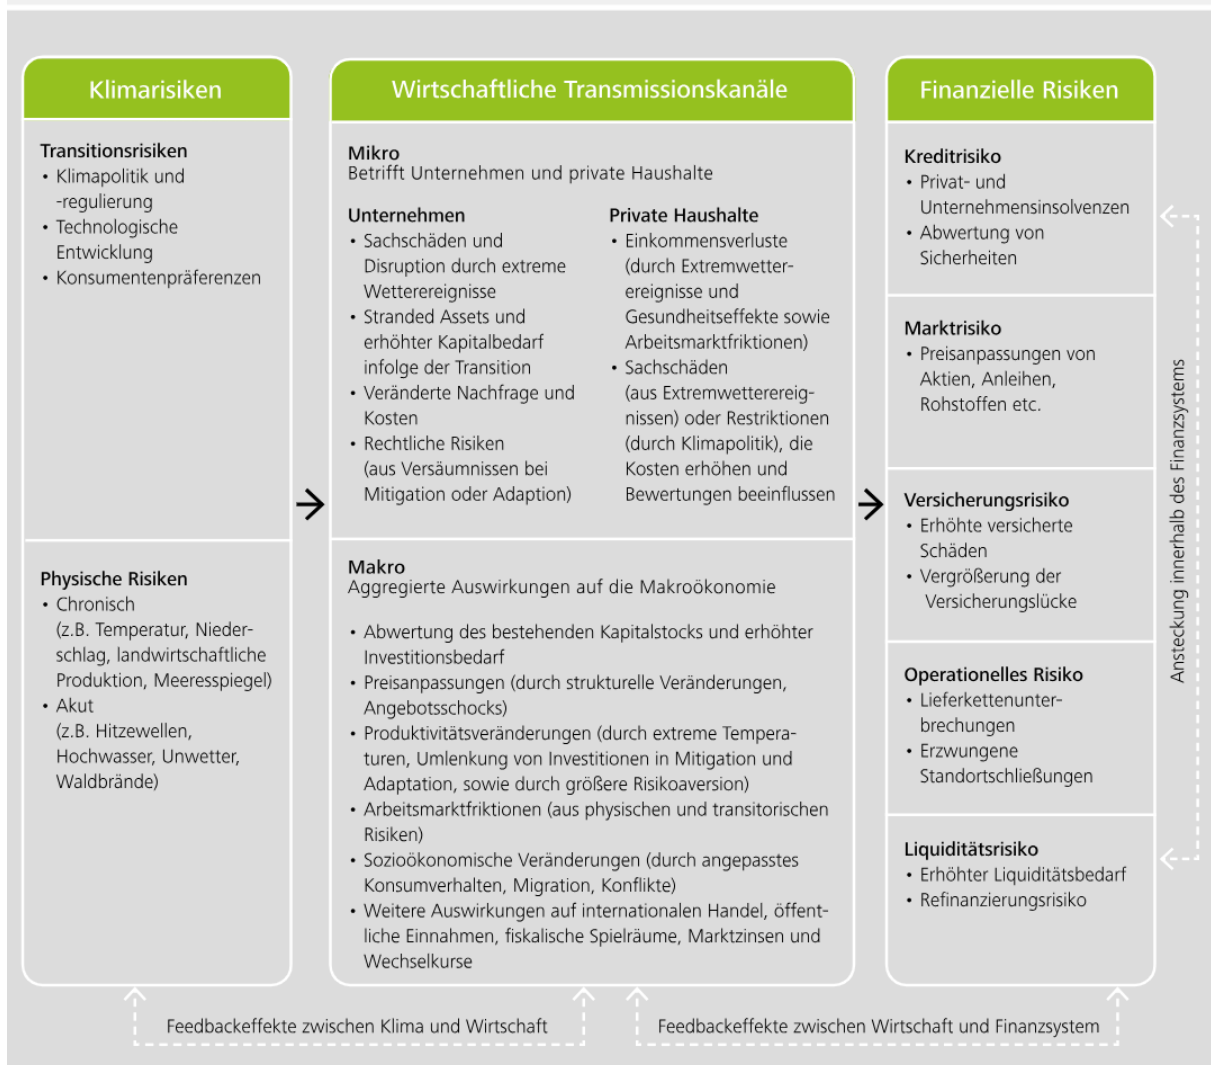 Klimarisiken
Transitionsrisiken
• Klimapolitik und
-regulierung
• Technologische
Entwicklung
• Konsumentenpräferenzen
Physische Risiken
• Chronisch
(z.B. Temperatur, Nieder-
schlag, landwirtschaftliche
Produktion, Meeresspiegel)
• Akut
(z.B. Hitzewellen,
Hochwasser, Unwetter,
Waldbrände)
Wirtschaftliche Transmissionskanäle
Mikro
Betrifft Unternehmen und private Haushalte
Unternehmen
• Sachschäden und
Disruption durch extreme
Wetterereignisse
• Stranded Assets und
erhöhter Kapitalbedarf
infolge der Transition
• Veränderte Nachfrage und
Kosten
• Rechtliche Risiken
(aus Versäumnissen bei
Mitigation oder Adaption)
Private Haushalte
• Einkommensverluste
(durch Extremwetter-
ereignisse und
Gesundheitseffekte sowie
Arbeitsmarktfriktionen)
• Sachschäden
(aus Extremwetterereig-
nissen) oder Restriktionen
(durch Klimapolitik), die
Kosten erhöhen und
Bewertungen beeinflussen
Makro
Aggregierte Auswirkungen auf die Makroökonomie
• Abwertung des bestehenden Kapitalstocks und erhöhter
Investitionsbedarf
• Preisanpassungen (durch strukturelle Veränderungen,
Angebotsschocks)
• Produktivitätsveränderungen (durch extreme Tempera-
turen, Umlenkung von Investitionen in Mitigation und
Adaptation, sowie durch größere Risikoaversion)
• Arbeitsmarktfriktionen (aus physischen und transitorischen
Risiken)
• Sozioökonomische Veränderungen (durch angepasstes
Konsumverhalten, Migration, Konflikte)
• Weitere Auswirkungen auf internationalen Handel, öffent-
liche Einnahmen, fiskalische Spielräume, Marktzinsen und
Wechselkurse
Finanzielle Risiken
Kreditrisiko
• Privat- und
Unternehmensinsolvenzen
• Abwertung von
Sicherheiten
Marktrisiko
• Preisanpassungen von
Aktien, Anleihen,
Rohstoffen etc.
Versicherungsrisiko
• Erhöhte versicherte
Schäden
• Vergrößerung der
Versicherungslücke
Operationelles Risiko
• Lieferkettenunter-
brechungen
• Erzwungene
Standortschließungen
Liquiditätsrisiko
• Erhöhter Liquiditätsbedarf
• Refinanzierungsrisiko
Ansteckung innerhalb des Finanzsystems
Feedbackeffekte zwischen Klima und Wirtschaft
Feedbackeffekte zwischen Wirtschaft und Finanzsystem